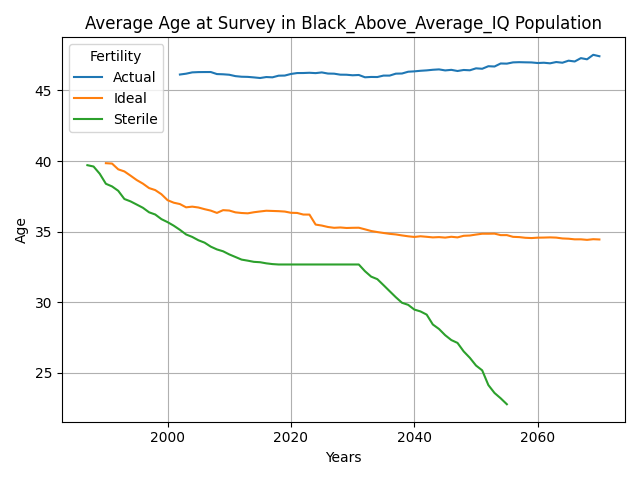 Average Age at Survey in Black_Above_Average_IQ Population
Fertility
Actual
Ideal
Sterile
Age
45
40
35
30
25
2000
2020
2040
2060
Years